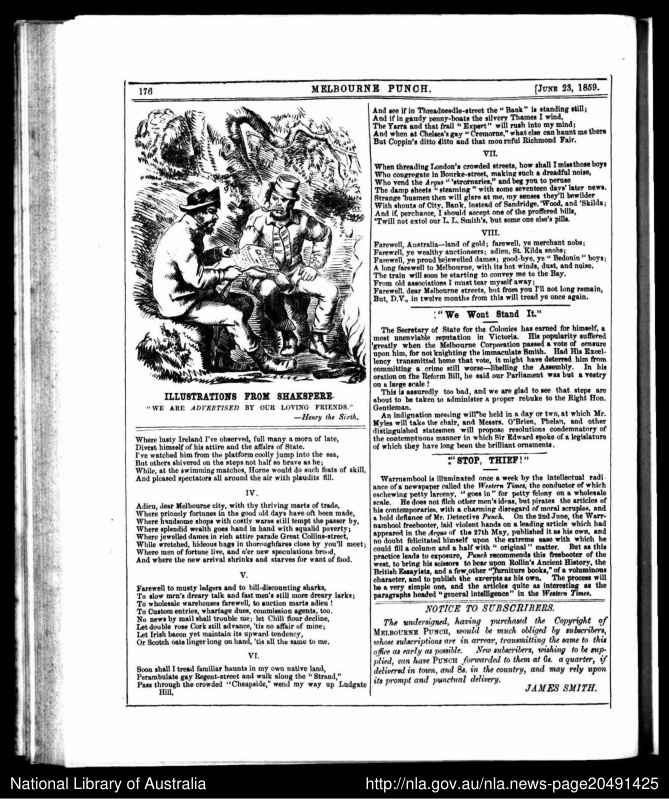 176
MELBOURNE PUNCH.
[JUNE 23, 1859.
ILLUSTRATIONS FROM SHAKSPERE.
"WE ARE ADVERTISED BY OUR LOVING FRIENDS."
—Henry the Sixth.
Where lusty Ireland I've observed, full many a morn of late,
Divest himself of his attire and the affairs of State.
I've watched him from the platform coolly jump into the sea,
But others shivered on the steps not half so brave as he;
While, at the swimming matches, Horne would do such feats of skill,
And pleased spectators all around the air with plaudits fill.
IV.
Adieu, dear Melbourne city, with thy thriving marts of trade,
Where princely fortunes in the good old days have oft been made,
Where handsome shops with costly wares still tempt the passer by,
Where splendid wealth goes hand in hand with squalid poverty;
Where jewelled dames in rich attire parade Great Collins-street,
While wretched, hideous hags in thoroughfares close by you'll meet;
Where men of fortune live, and o'er new speculations brood,
And where the new arrival shrinks and starves for want of food.
V.
Farewell to musty ledgers and to bill-discounting sharks,
To slow men's dreary talk and fast men's still more dreary larks;
To wholesale warehouses farewell, to auction marts adieu!
To Custom entries, wharfage dues, commission agents, too.
No news by mail shall trouble me; let Chili flour decline,
Let double rose Cork still advance, 'tis no affair of mine;
Let Irish bacon yet maintain its upward tendency,
Or Scotch oats linger long on hand, 'tis all the same to me.
VI.
Soon shall I tread familiar haunts in my own native land,
Perambulate gay Regent-street and walk along the "Strand,"
Pass through the crowded "Cheapside," wend my way up Ludgate
Hill,
And see if in Threadneedle-street the "Bank" is standing still;
And if in gaudy penny-boats the silvery Thames I wind,
The Yarra and that frail "Expert" will rush into my mind;
And when at Chelsea's gay "Cremorne," what else can haunt me there
But Coppin's ditto ditto and that mournful Richmond Fair.
VII.
When threading London's crowded streets, how shall I miss those boys
Who congregate in Bourke-street, making such a dreadful noise,
Who vend the Argus "'strornaries," and beg you to peruse
The damp sheets "steaming" with some seventeen days' later news.
Strange 'busmen then will glare at me, my senses they'll bewilder
With shouts of City, Bank, instead of Sandridge, 'Wood, and 'Skilda;
And if, perchance, I should accept one of the proffered bills,
'Twill not extol our L. L. Smith's, but some one else's pills.
VIII.
Farewell, Australia—land of gold; farewell, ye merchant nobs;
Farewell, ye wealthy auctioneers; adieu, St. Kilda snobs;
Farewell, ye proud bejewelled dames; good-bye, ye "Bedouin" boys;
A long farewell to Melbourne, with its hot winds, dust, and noise.
The train will soon be starting to convey me to the Bay.
From old associations I must tear myself away;
Farewell, dear Melbourne streets, but from you I'll not long remain,
But, D.V., in twelve months from this will tread ye once again.
"We Wont Stand It."
The Secretary of State for the Colonies has earned for himself, a
most unenviable reputation in Victoria. His popularity suffered
greatly when the Melbourne Corporation passed a vote of censure
upon him, for not knighting the immaculate Smith. Had His Excel-
lency transmitted home that vote, it might have deterred him from
committing a crime still worse—libelling the Assembly. In his
oration on the Reform Bill, he said our Parliament was but a vestry
on a large scale!
This is assuredly too bad, and we are glad to see that steps are
about to be taken to administer a proper rebuke to the Right Hon.
Gentleman.
An indignation meeting will be held in a day or two, at which Mr.
Myles will take the chair, and Messrs. O'Brien, Phelan, and other
distinguished statesmen will propose resolutions condemnatory of
the contemptuous manner in which Sir Edward spoke of a legislature
of which they have long been the brilliant ornaments.
"STOP, THIEF!"
Warrnambool is illuminated once a week by the intellectual radi-
ance of a newspaper called the Western Times, the conductor of which
eschewing petty larceny, "goes in" for petty felony on a wholesale
scale. He does not filch other men's ideas, but pirates the articles of
his contemporaries, with a charming disregard of moral scruples, and
a bold defiance of Mr. Detective Punch. On the 2nd June, the Warr-
nambool freebooter, laid violent hands on a leading article which had
appeared in the Argus of the 27th May, published it as his own, and
no doubt felicitated himself upon the extreme ease with which he
could fill a column and a half with "original" matter. But as this
practice leads to exposure, Punch recommends this freebooter of the
west, to bring his scissors to bear upon Rollin's Ancient History, the
British Essayists, and a few other "furniture books," of a voluminous
character, and to publish the excerpts as his own. The process will
be a very simple one, and the articles quite as interesting as the
paragraphs headed "general intelligence" in the Western Times.
NOTICE TO SUBSCRIBERS.
The undersigned, having purchased the Copyright of
MELBOURNE PUNCH, would be much obliged by subscribers,
whose subscriptions are in arrear, transmitting the same to this
office as early as possible. New subscribers, wishing to be sup-
plied, can have PUNCH forwarded to them at 6s. a quarter, if
delivered in town, and 8s. in the country, and may rely upon
its prompt and punctual delivery.
JAMES SMITH.
National Library of Australia
http://nla.gov.au/nla.news-page20491425